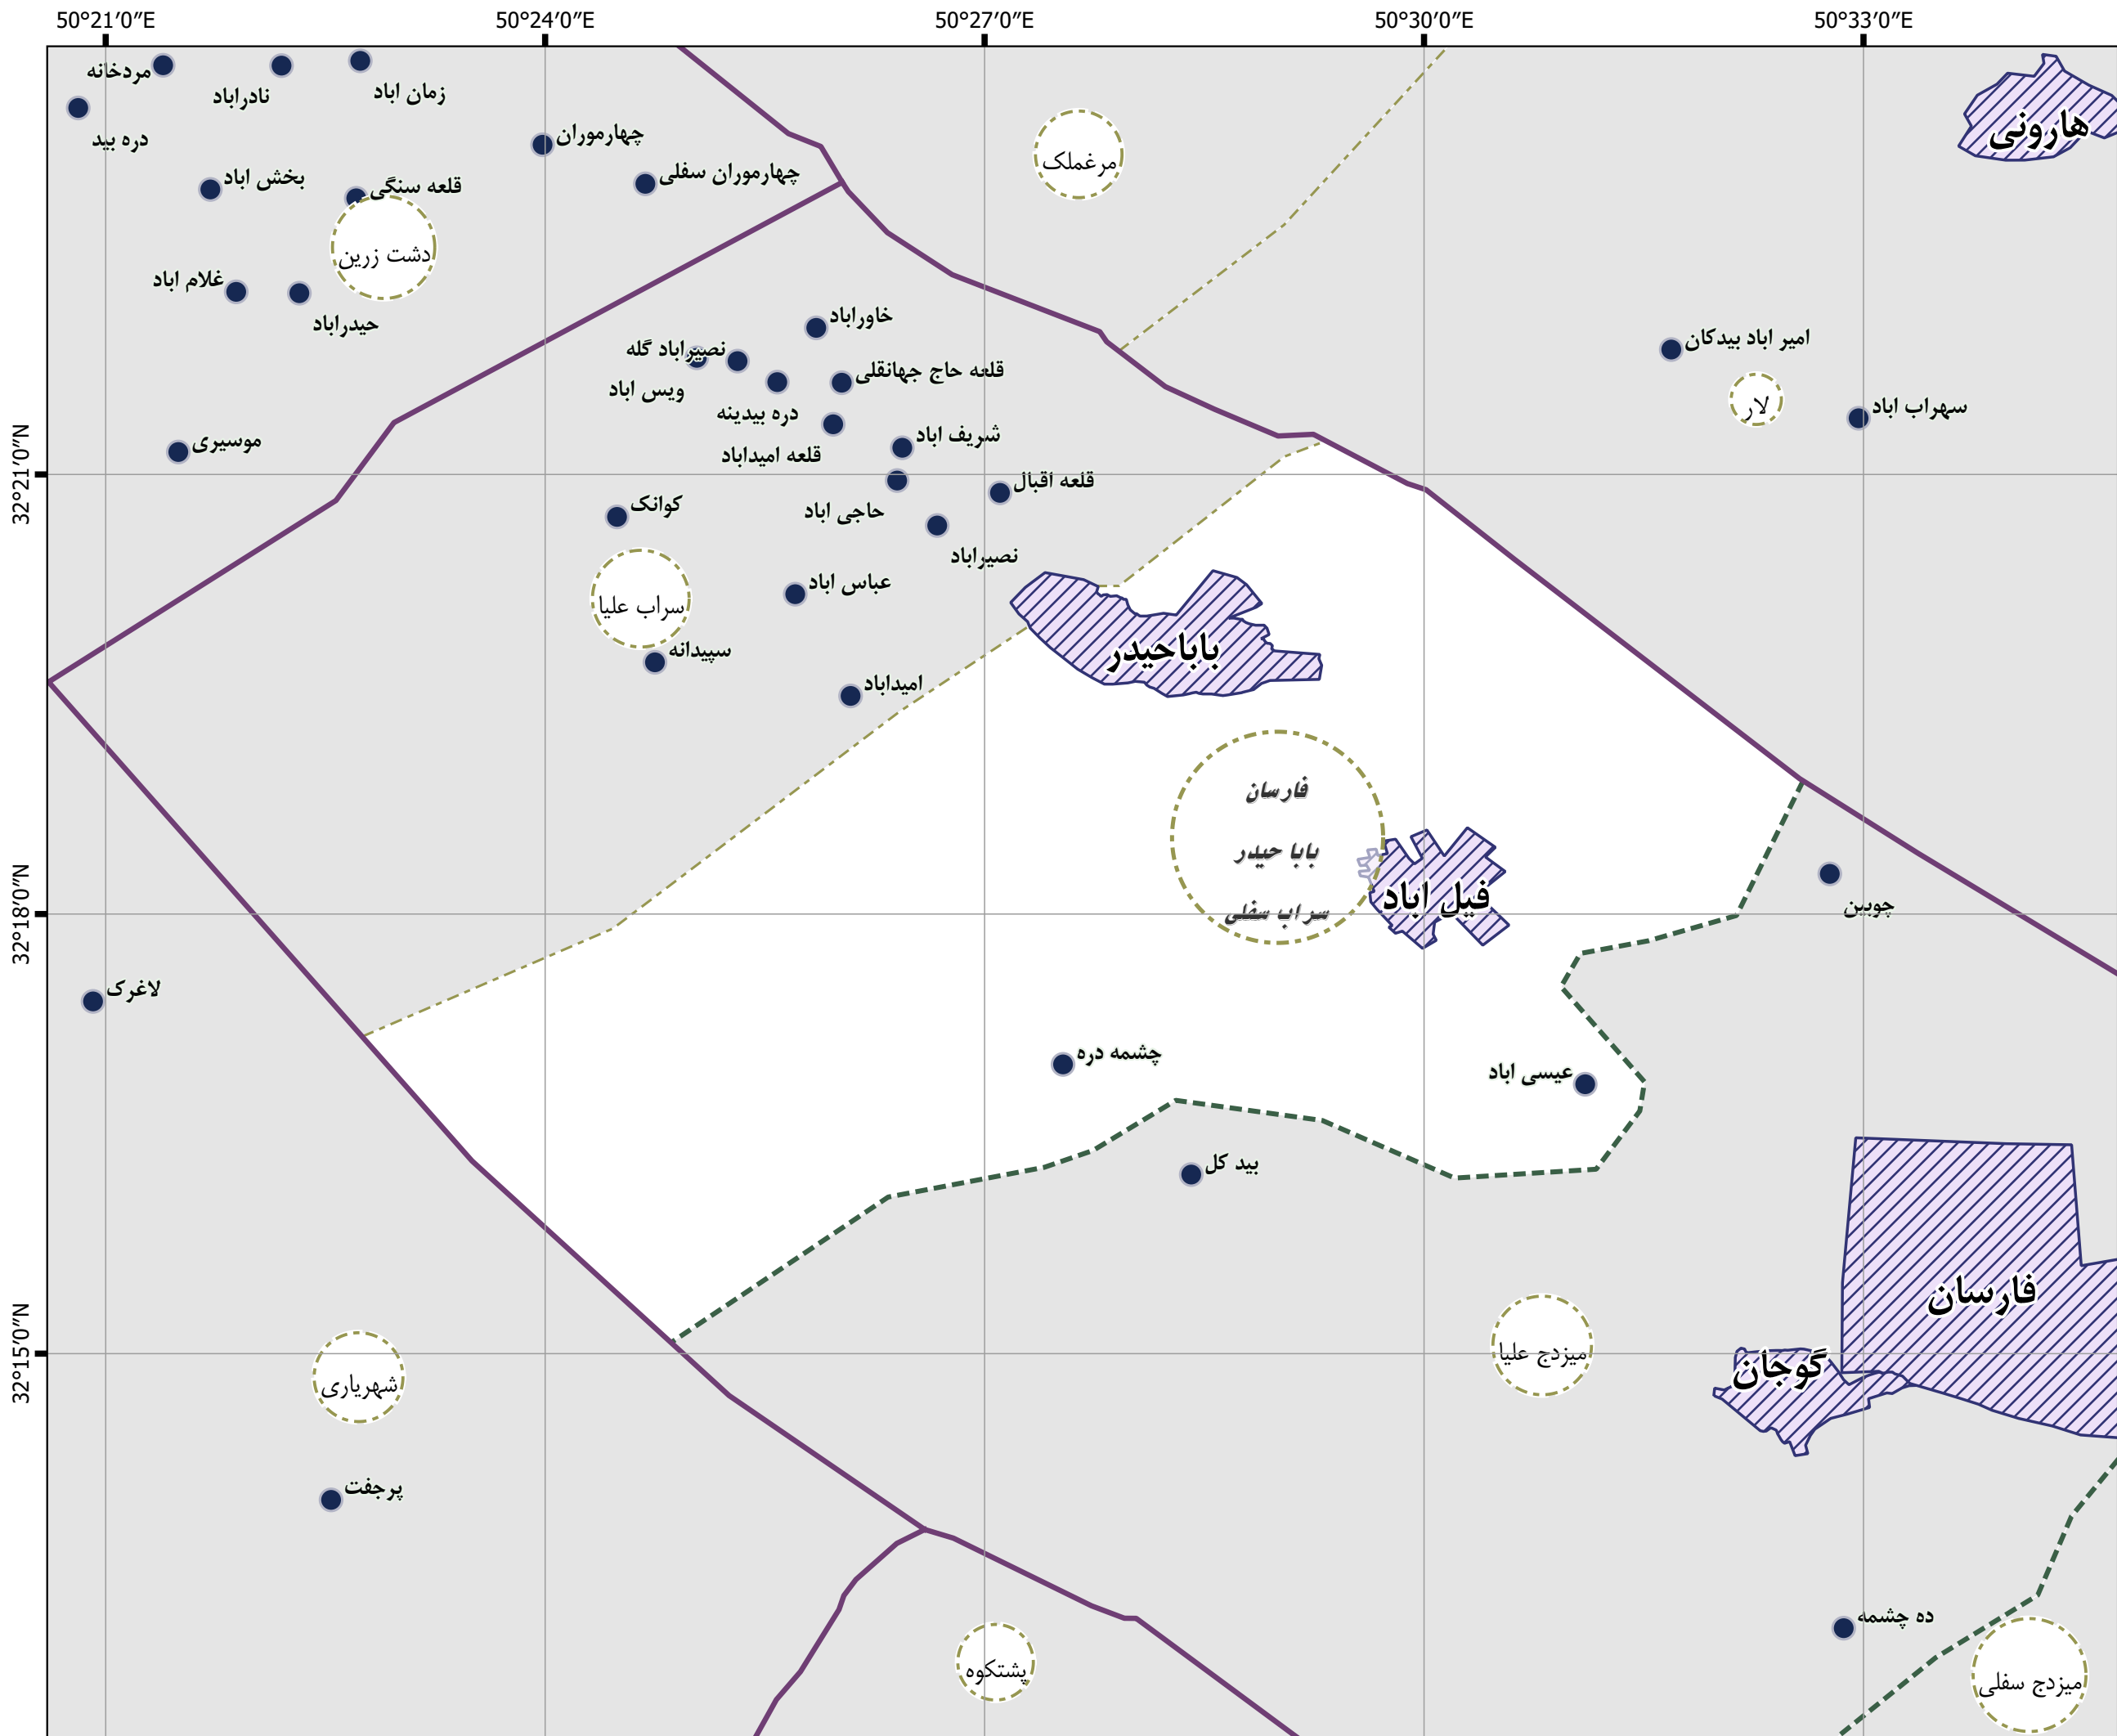 50°21′0″E
50°24′0″E
50°27′0″E
50°30′0″E
50°33′0″E
مردخانه
نادراباد
زمان اباد
دره بید
چهارموران
مرغملک
هارونی
بخش اباد
قلعه سنگی
چهارموران سفلی
دشت زرین
غلام اباد
حیدراباد
خاوراباد
امیر اباد بیدکان
نصیراباد گله
ویس اباد
قلعه حاج جهانقلی
دره بیدینه
لار
سهراب اباد
موسیری
شریف اباد
قلعه امیداباد
32°21′0″N
قلعه اقبال
کوانک
حاجی اباد
نصیراباد
عباس اباد
سراب علیا
سپیدانه
باباحیدر
امیداباد
فارسان
بابا حیدر
سراب سفلی
فیل اباد
چوبین
32°18′0″N
لاغرک
چشمه دره
عیسی اباد
بید کل
فارسان
32°15′0″N
میزدج علیا
گوجان
شهریاری
پرجفت
ده چشمه
پشتکوه
میزدج سفلی